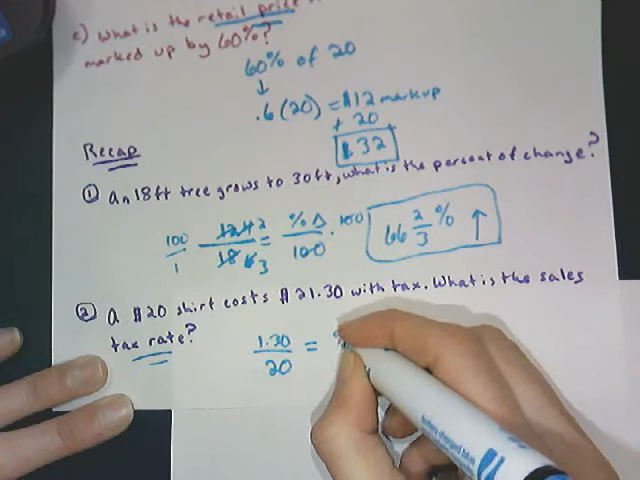 c) What is the retail price
marked up by 60%?
60% of 20
↓
.6(20) = $12 markup
+ 20
$32
Recap
① An 18ft tree grows to 30ft, what is the percent of change?
100/1 12/18 2/3 = %Δ/100 · 100 66 2/3 % ↑
② A $20 shirt costs $21.30 with tax. What is the sales
tax rate?
1.30/20 =